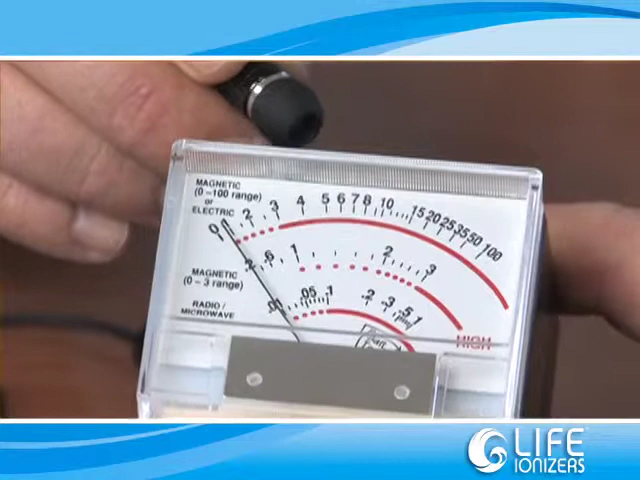 MAGNETIC
(0-100 range)
or
ELECTRIC
0 2 3 4 5 6 7 8 10 15 20 25 35 50 100
.2 .6 1 2 3
MAGNETIC
(0-3 range)
.01 .05 .1 .2 .3 .5 1
RADIO/
MICROWAVE
HIGH
LIFE
IONIZERS